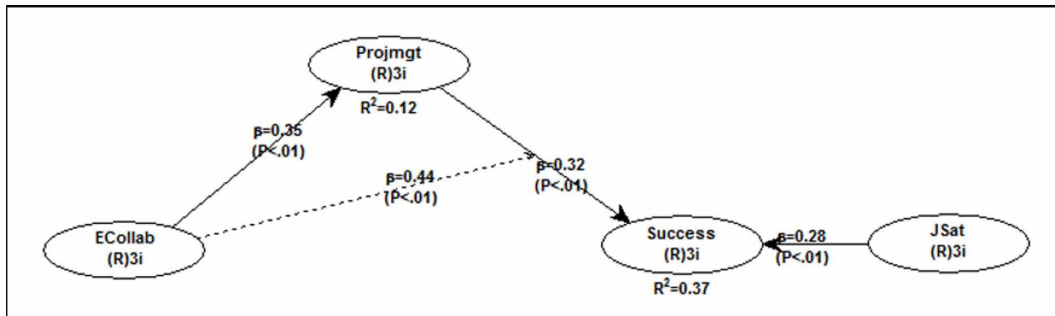 Projmgt
(R)3i
R²=0.12
β=0.35
(P<.01)
β=0.44
(P<.01)
β=0.32
(P<.01)
ECollab
(R)3i
Success
(R)3i
R²=0.37
β=0.28
(P<.01)
JSat
(R)3i